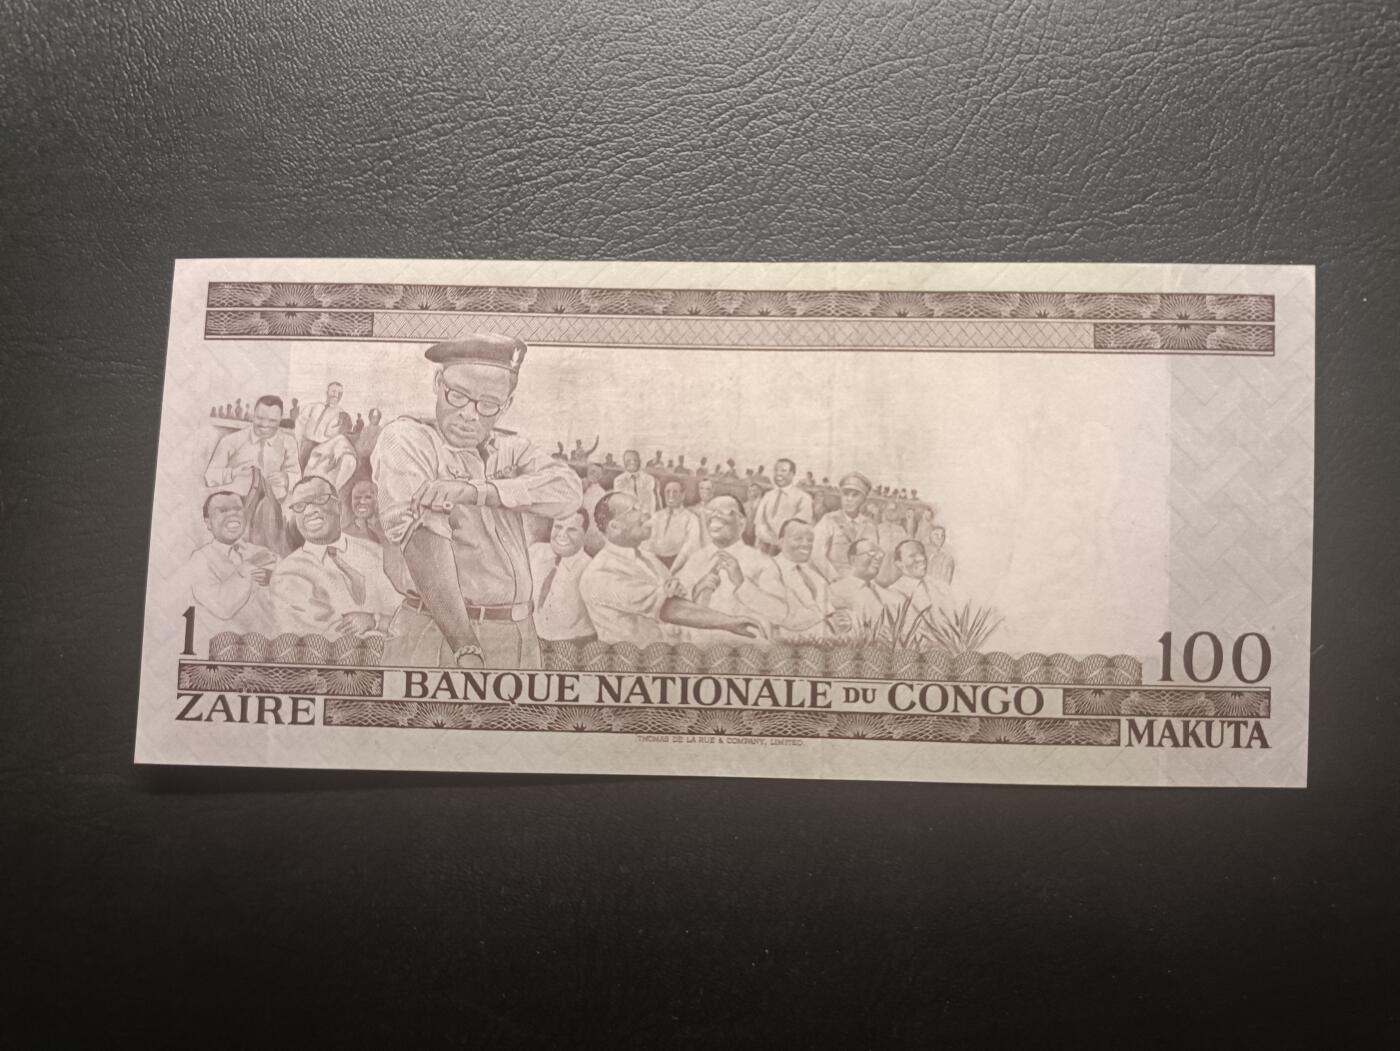 1
ZAÏRE
BANQUE NATIONALE DU CONGO
THOMAS DE LA RUE & COMPANY, LIMITED.
100
MAKUTA